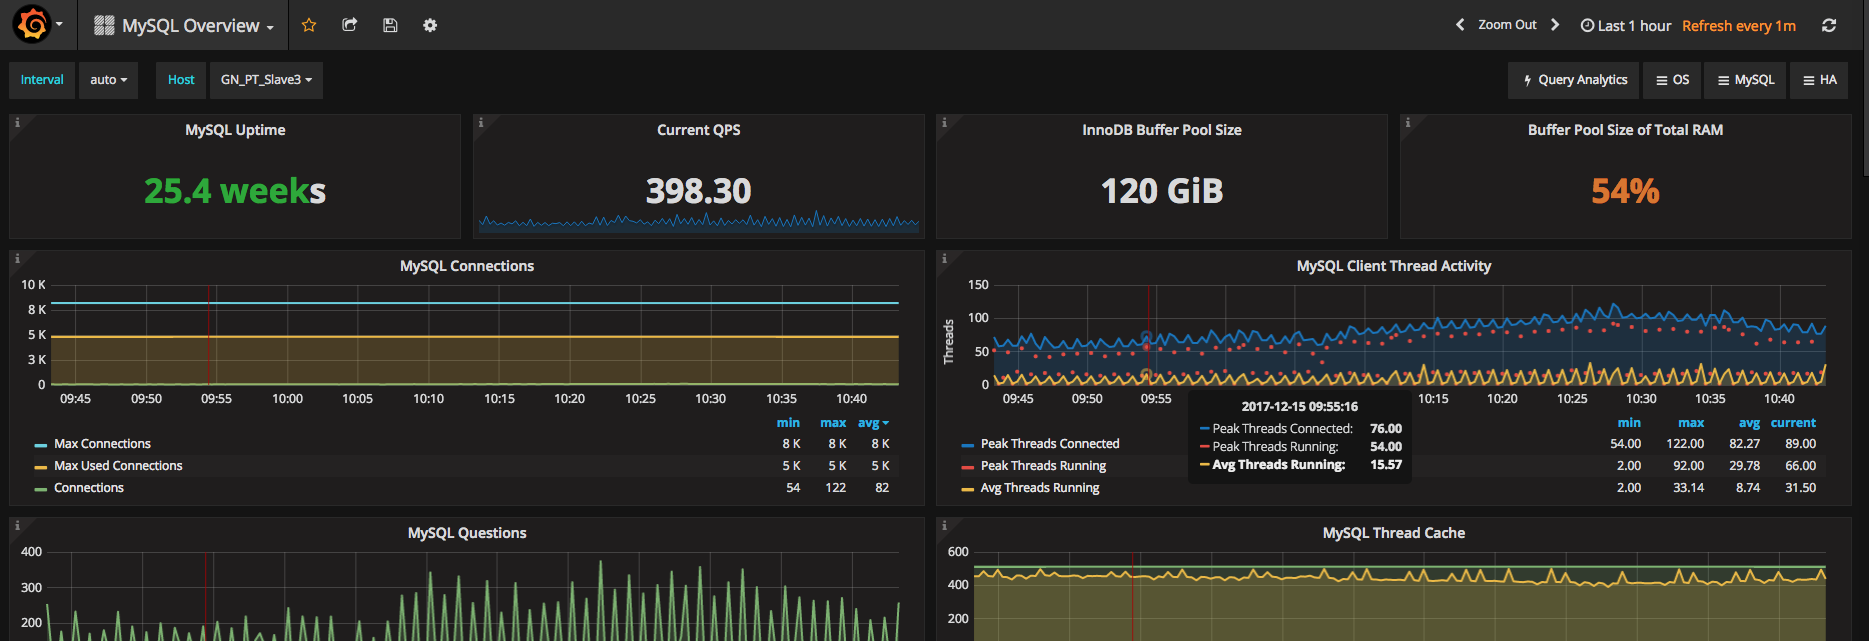 MySQL Overview
Zoom Out
Last 1 hour
Refresh every 1m
Interval
auto
Host
GN_PT_Slave3
Query Analytics
OS
MySQL
HA
MySQL Uptime
25.4 weeks
Current QPS
398.30
InnoDB Buffer Pool Size
120 GiB
Buffer Pool Size of Total RAM
54%
MySQL Connections
10 K
8 K
5 K
3 K
0
09:45 09:50 09:55 10:00 10:05 10:10 10:15 10:20 10:25 10:30 10:35 10:40
min max avg
Max Connections 8 K 8 K 8 K
Max Used Connections 5 K 5 K 5 K
Connections 54 122 82
MySQL Client Thread Activity
Threads
150
100
50
0
09:45 09:50 09:55 10:15 10:20 10:25 10:30 10:35 10:40
2017-12-15 09:55:16
Peak Threads Connected: 76.00
Peak Threads Running: 54.00
Avg Threads Running: 15.57
min max avg current
Peak Threads Connected 54.00 122.00 82.27 89.00
Peak Threads Running 2.00 92.00 29.78 66.00
Avg Threads Running 2.00 33.14 8.74 31.50
MySQL Questions
400
300
200
MySQL Thread Cache
600
400
200